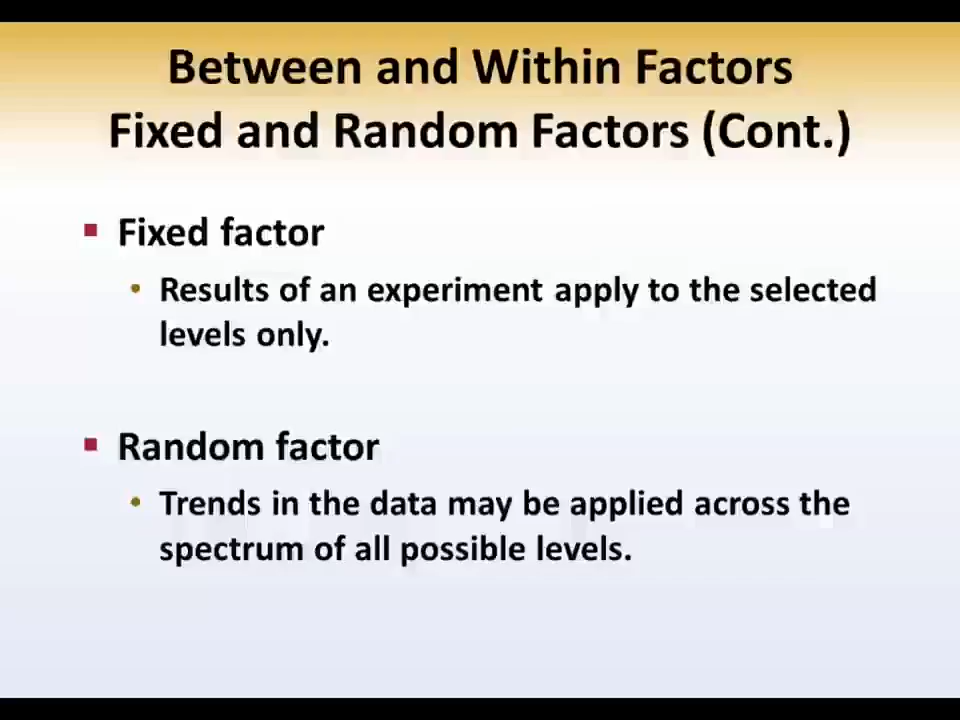 Between and Within Factors
Fixed and Random Factors (Cont.)
Fixed factor
Results of an experiment apply to the selected
levels only.
Random factor
Trends in the data may be applied across the
spectrum of all possible levels.